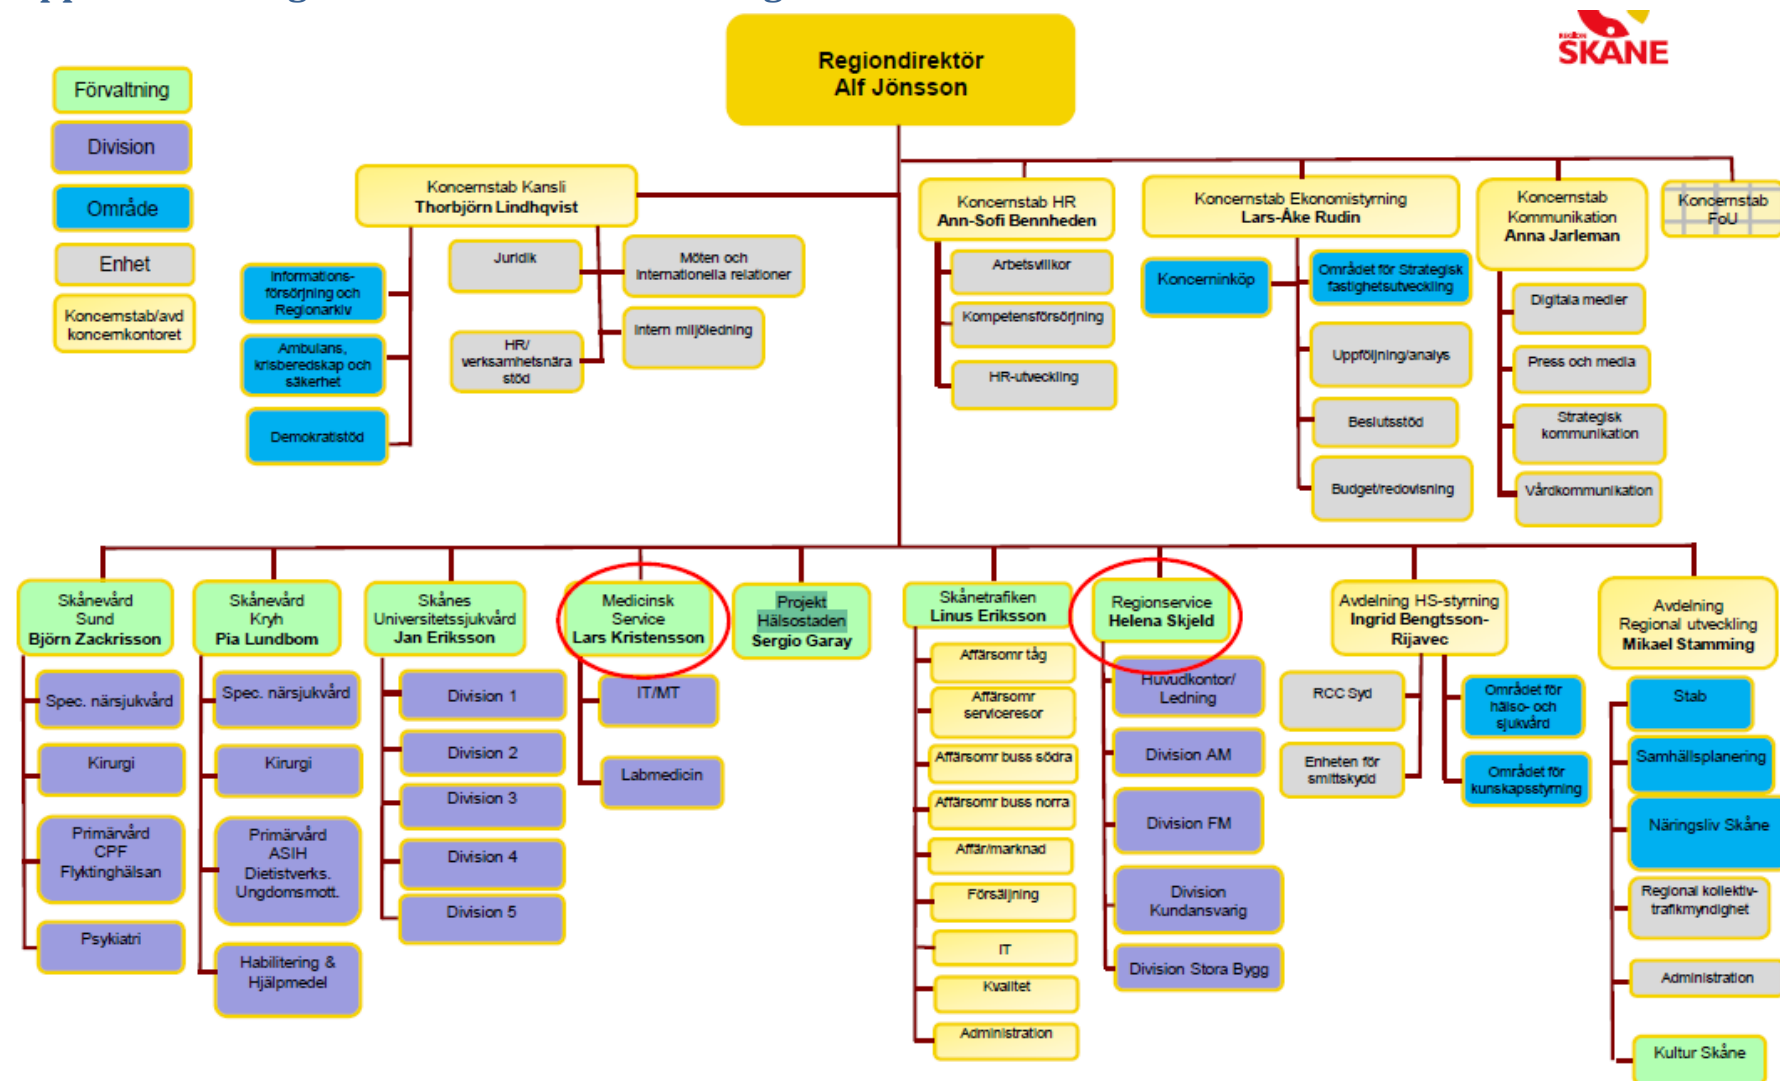 REGION
SKÅNE
Regiondirektör
Alf Jönsson
Förvaltning
Division
Område
Enhet
Koncernstab/avd
koncernkontoret
Koncernstab Kansli
Thorbjörn Lindhqvist
Informations-
försörjning och
Regionarkiv
Ambulans,
krisberedskap och
säkerhet
Demokratistöd
Juridik
HR/
verksamhetsnära
stöd
Möten och
Internationella relationer
Intern miljöledning
Koncernstab HR
Ann-Sofi Bennheden
Arbetsvillkor
Kompetensförsörjning
HR-utveckling
Koncernstab Ekonomistyrning
Lars-Åke Rudin
Koncerninköp
Området för Strategisk
fastighetsutveckling
Uppföljning/analys
Beslutsstöd
Budget/redovisning
Koncernstab
Kommunikation
Anna Jarleman
Digitala medier
Press och media
Strategisk
kommunikation
Vårdkommunikation
Koncernstab
FoU
Skånevård
Sund
Björn Zackrisson
Spec. närsjukvård
Kirurgi
Primärvård
CPF
Flyktinghälsan
Psykiatri
Skånevård
Kryh
Pia Lundbom
Spec. närsjukvård
Kirurgi
Primärvård
ASIH
Dietistverks.
Ungdomsmott.
Habilitering &
Hjälpmedel
Skånes
Universitetssjukvård
Jan Eriksson
Division 1
Division 2
Division 3
Division 4
Division 5
Medicinsk
Service
Lars Kristensson
IT/MT
Labmedicin
Projekt
Hälsostaden
Sergio Garay
Skånetrafiken
Linus Eriksson
Affärsomr tåg
Affärsomr
serviceresor
Affärsomr buss södra
Affärsomr buss norra
Affär/marknad
Försäljning
IT
Kvalitet
Administration
Regionservice
Helena Skjeld
Huvudkontor/
Ledning
Division AM
Division FM
Division
Kundansvarig
Division Stora Bygg
Avdelning HS-styrning
Ingrid Bengtsson-
Rijavec
RCC Syd
Enheten för
smittskydd
Området för
hälso- och
sjukvård
Området för
kunskapsstyrning
Avdelning
Regional utveckling
Mikael Stamming
Stab
Samhällsplanering
Näringsliv Skåne
Regional kollektiv-
trafikmyndighet
Administration
Kultur Skåne